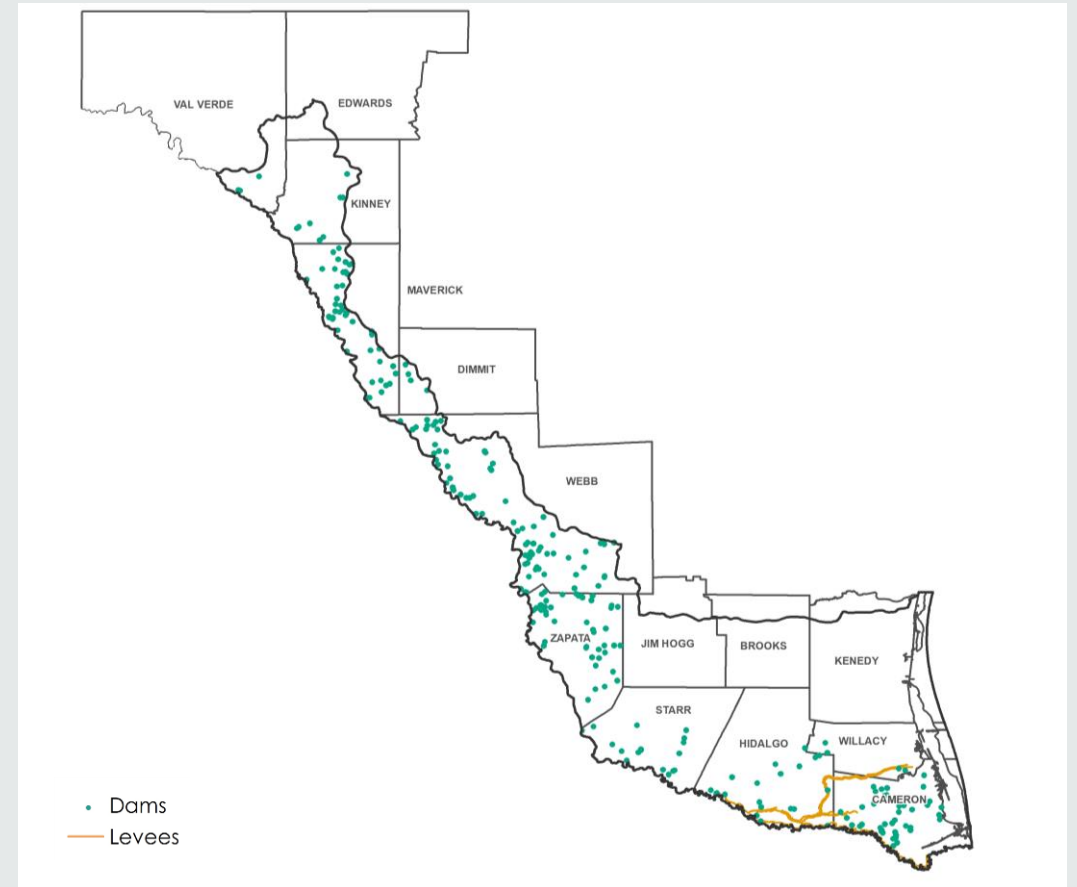 VAL VERDE
EDWARDS
KINNEY
MAVERICK
DIMMIT
WEBB
ZAPATA
JIM HOGG
BROOKS
KENEDY
STARR
HIDALGO
WILLACY
CAMERON
Dams
Levees